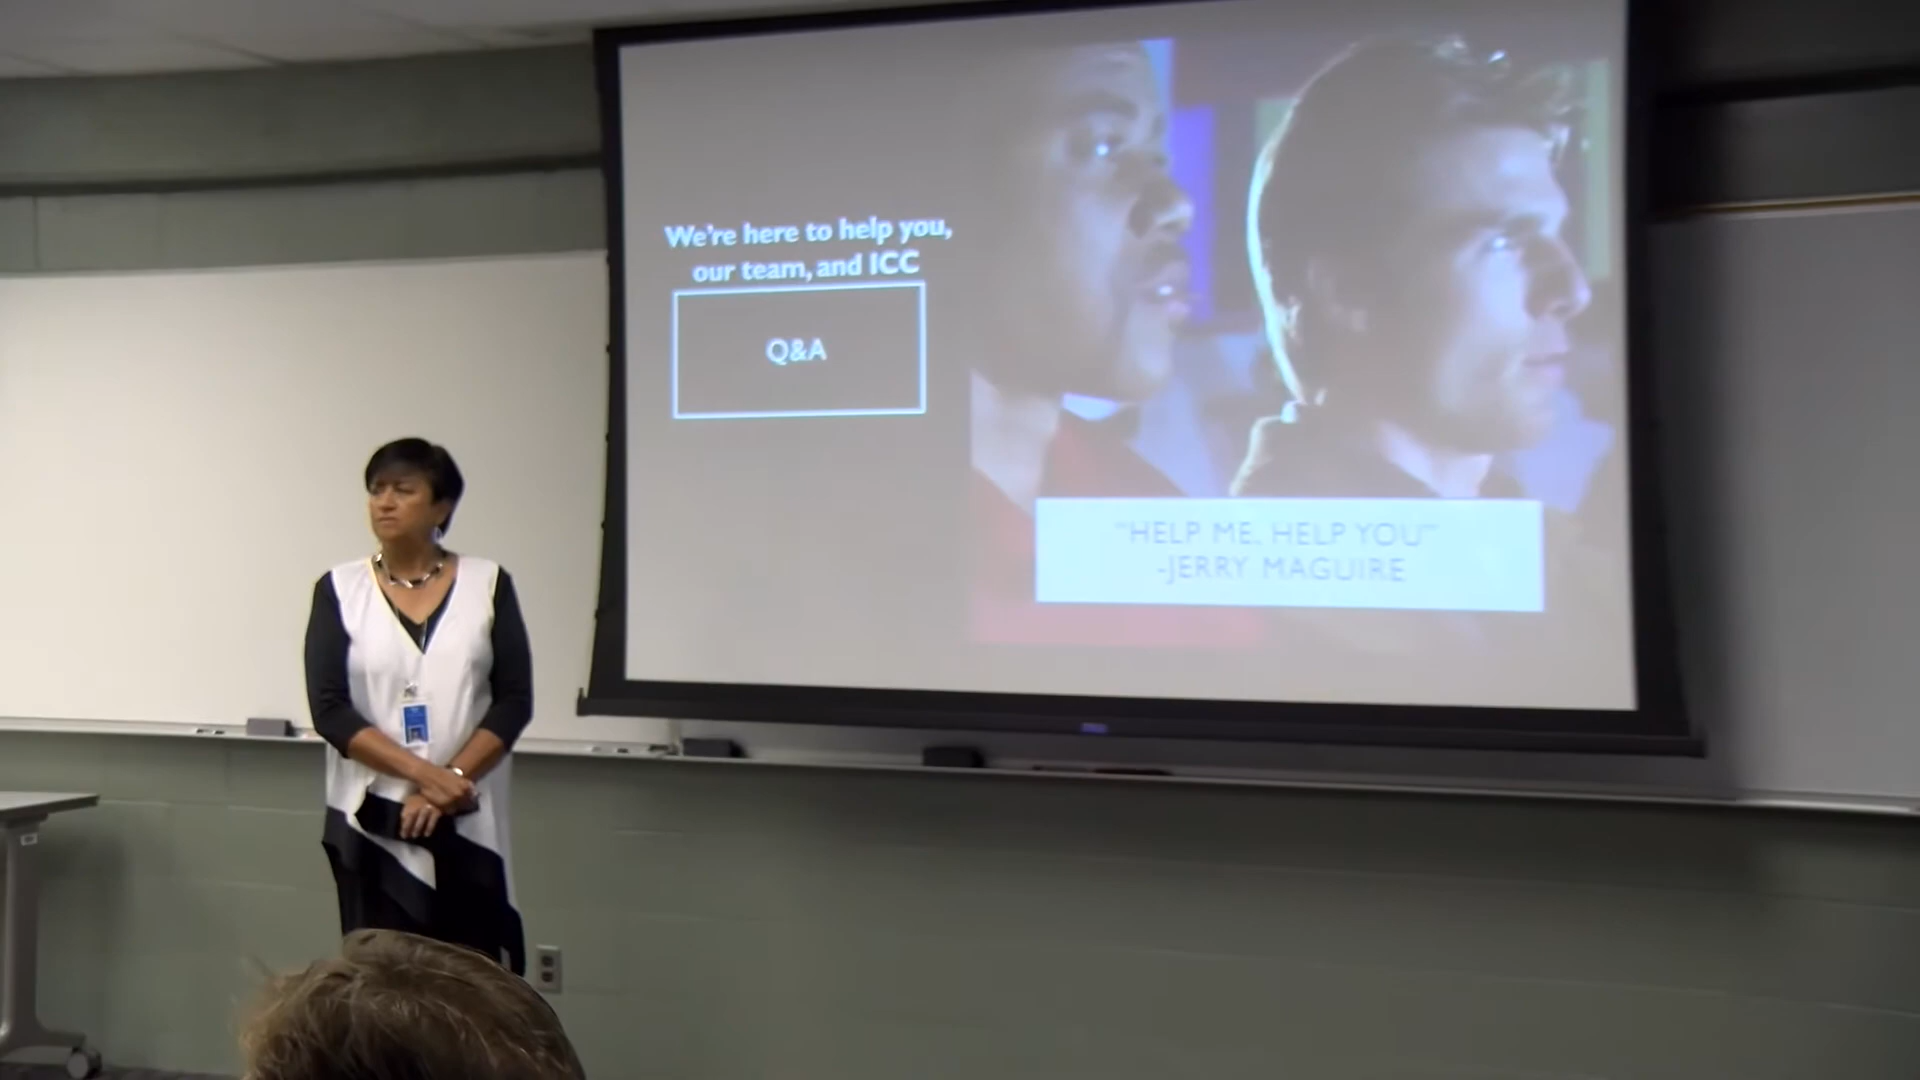 We're here to help you,
our team, and ICC
Q&A
"HELP ME, HELP YOU"
-JERRY MAGUIRE